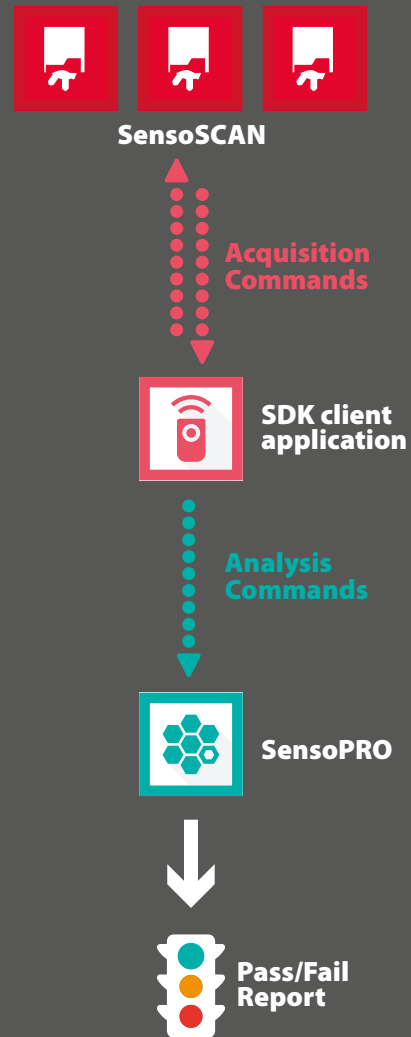 SensoSCAN
Acquisition
Commands
SDK client
application
Analysis
Commands
SensoPRO
Pass/Fail
Report